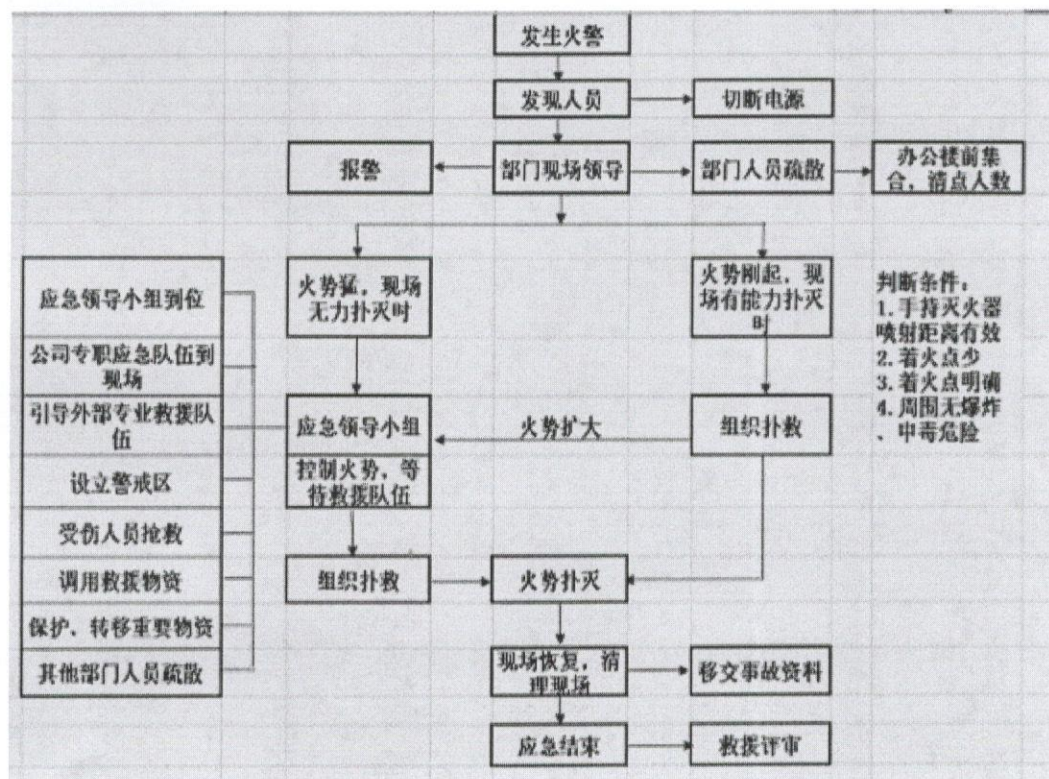 发生火警
发现人员
切断电源
报警
部门现场领导
部门人员疏散
办公楼前集
合，清点人数
火势猛，现场
无力扑灭时
火势刚起，现
场有能力扑灭
时
判断条件：
1. 手持灭火器
喷射距离有效
2. 着火点少
3. 着火点明确
4. 周围无爆炸
、中毒危险
应急领导小组到位
公司专职应急队伍到
现场
引导外部专业救援队
伍
设立警戒区
受伤人员抢救
调用救援物资
保护、转移重要物资
其他部门人员疏散
应急领导小组
火势扩大
组织扑救
控制火势，等
待救援队伍
组织扑救
火势扑灭
现场恢复，清
理现场
移交事故资料
应急结束
救援评审